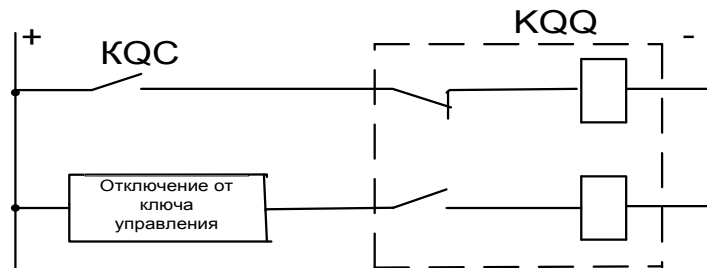 +
KQC
KQQ
-
Отключение от
ключа
управления